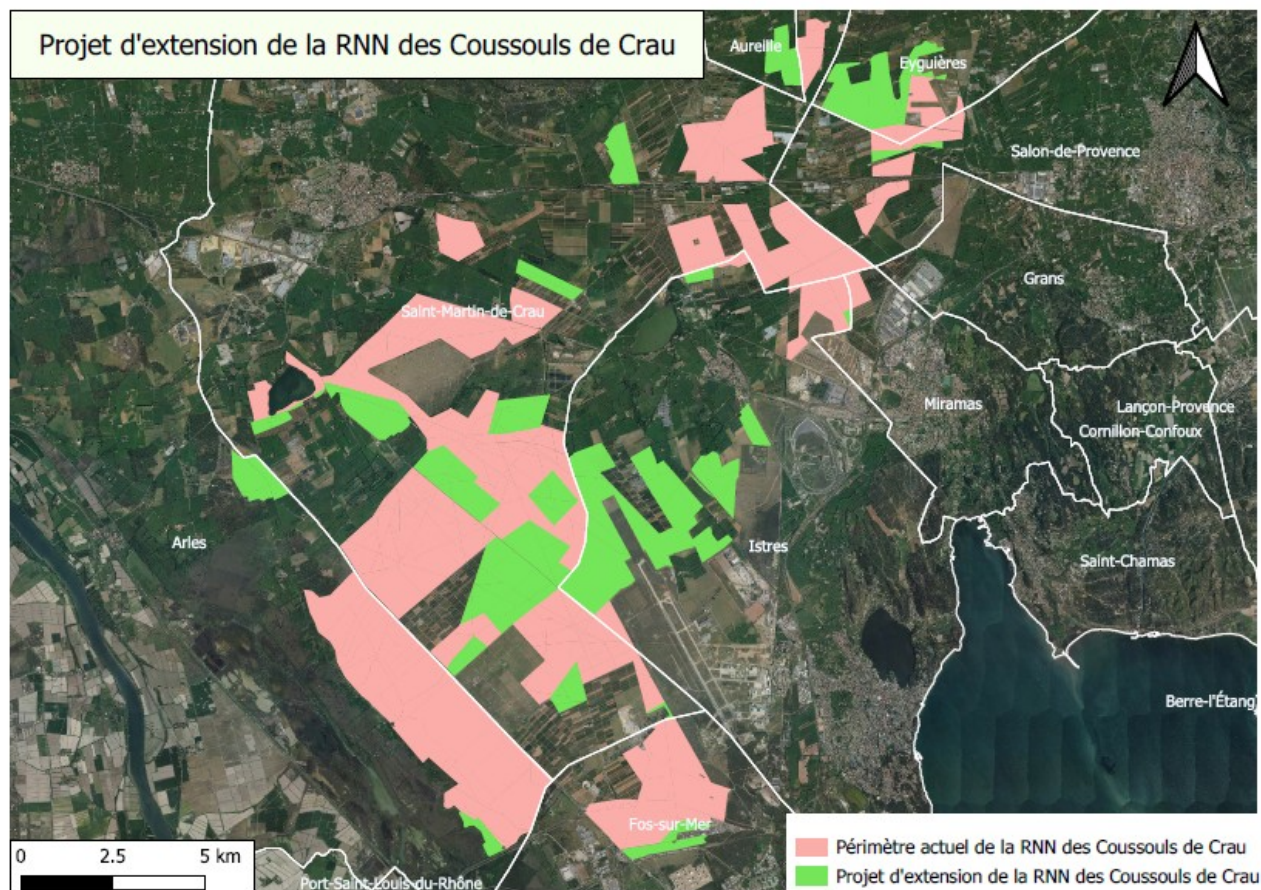 Projet d'extension de la RNN des Coussouls de Crau
Aureille
Eyguières
Salon-de-Provence
Grans
Saint-Martin-de-Crau
Miramas
Lançon-Provence
Cornillon-Confoux
Arles
Istres
Saint-Chamas
Berre-l'Étang
Fos-sur-Mer
Port-Saint-Louis-du-Rhône
0 2.5 5 km
Périmètre actuel de la RNN des Coussouls de Crau
Projet d'extension de la RNN des Coussouls de Crau